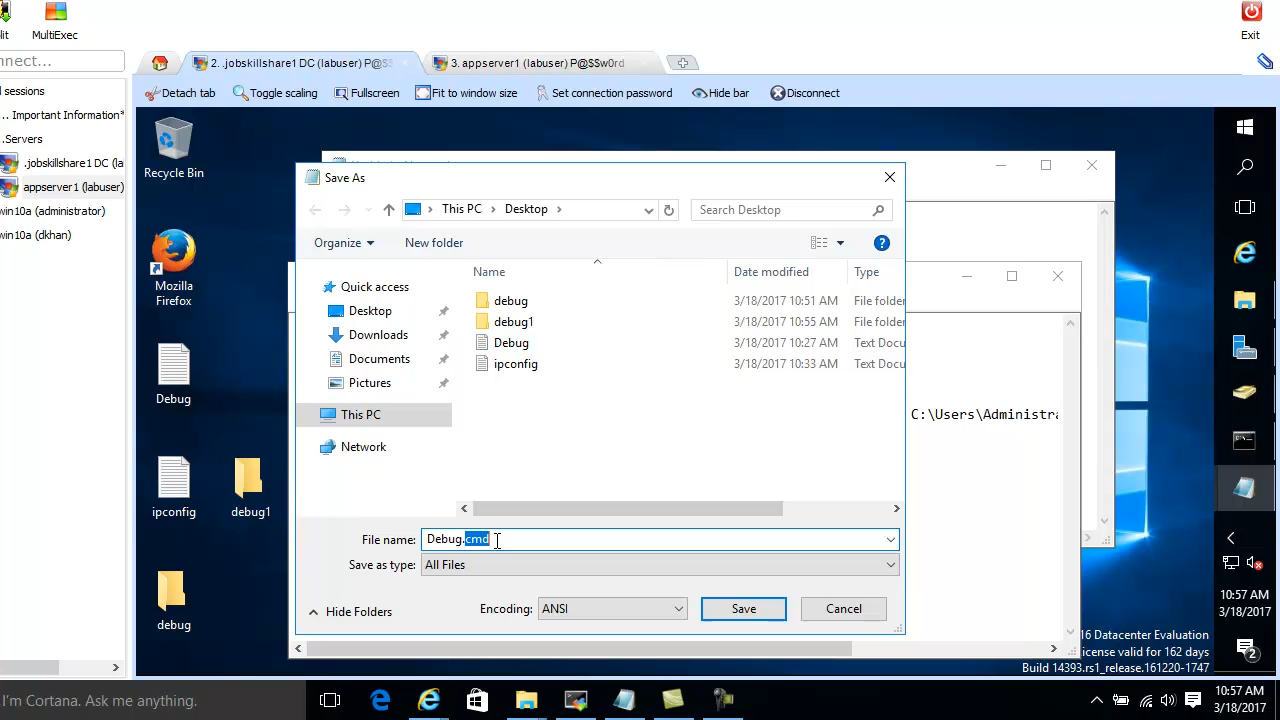 lit
MultiExec
Exit
nnect...
2. .jobskillshare1 DC (labuser) P@$$
3. appserver1 (labuser) P@$$w0rd
Detach tab
Toggle scaling
Fullscreen
Fit to window size
Set connection password
Hide bar
Disconnect
essions
.. Important Information*
.Servers
.jobskillshare1 DC (la
appserver1 (labuser)
win10a (administrator)
win10a (dkhan)
Recycle Bin
Mozilla
Firefox
Debug
ipconfig
debug1
debug
Save As
This PC
Desktop
Search Desktop
Organize
New folder
Name
Date modified
Type
Quick access
Desktop
Downloads
Documents
Pictures
This PC
Network
debug 3/18/2017 10:51 AM File folder
debug1 3/18/2017 10:55 AM File folder
Debug 3/18/2017 10:27 AM Text Docu
ipconfig 3/18/2017 10:33 AM Text Docu
C:\Users\Administra
File name: Debug.cmd
Save as type: All Files
Hide Folders
Encoding: ANSI
Save
Cancel
10:57 AM
3/18/2017
2
16 Datacenter Evaluation
icense valid for 162 days
Build 14393.rs1_release.161220-1747
I'm Cortana. Ask me anything.
10:57 AM
3/18/2017